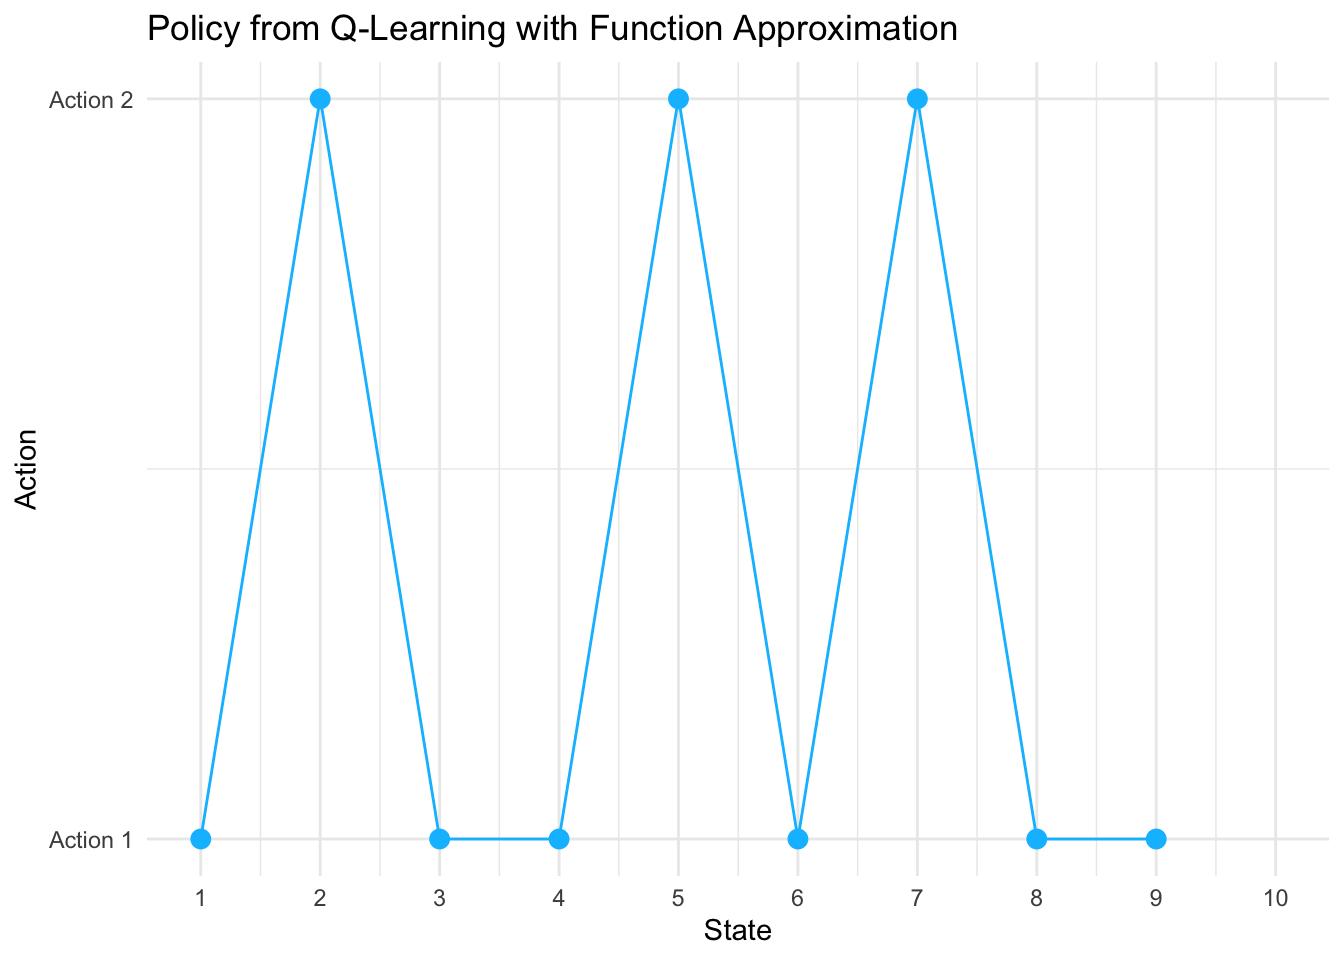 Policy from Q-Learning with Function Approximation
Action 2
Action
Action 1
1 2 3 4 5 6 7 8 9 10
State